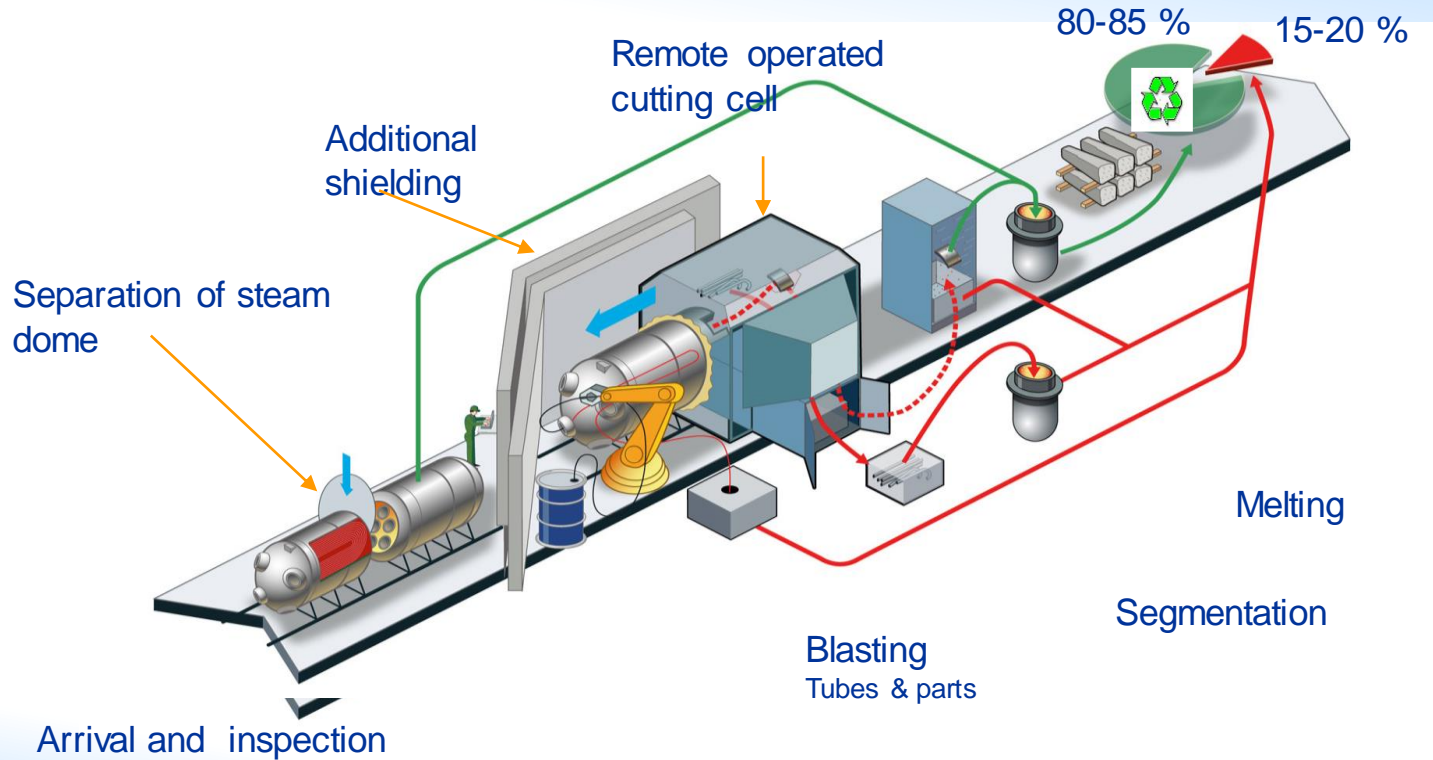 80-85 %
15-20 %
Remote operated
cutting cell
Additional
shielding
Separation of steam
dome
Melting
Segmentation
Blasting
Tubes & parts
Arrival and inspection